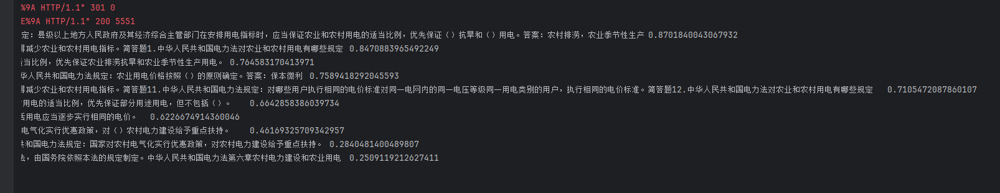 %9A HTTP/1.1" 301 0
E%9A HTTP/1.1" 200 5551
定：县级以上地方人民政府及其经济综合主管部门在安排用电指标时，应当保证农业和农村用电的适当比例，优先保证（）抗旱和（）用电。答案：农村排涝，农业季节性生产 0.8701840043067932
得减少农业和农村用电指标。简答题1.中华人民共和国电力法对农业和农村用电有哪些规定 0.8470883965492249
适当比例，优先保证农业排涝抗旱和农业季节性生产用电。 0.764583170413971
华人民共和国电力法规定：农业用电价格按照（）的原则确定。答案：保本微利 0.7589418292045593
得减少农业和农村用电指标。简答题11.中华人民共和国电力法规定：对哪些用户执行相同的电价标准对同一电网内的同一电压等级同一用电类别的用户，执行相同的电价标准。简答题12.中华人民共和国电力法对农业和农村用电有哪些规定 0.7105472087860107
用电的适当比例，优先保证部分用途用电，但不包括（）。 0.6642858386039734
活用电应当逐步实行相同的电价。 0.6226674914360046
电气化实行优惠政策，对（）农村电力建设给予重点扶持。 0.46169325709342957
共和国电力法规定：国家对农村电气化实行优惠政策，对农村电力建设给予重点扶持。 0.2840481400489807
法，由国务院依照本法的规定制定。中华人民共和国电力法第六章农村电力建设和农业用电 0.2509119212627411